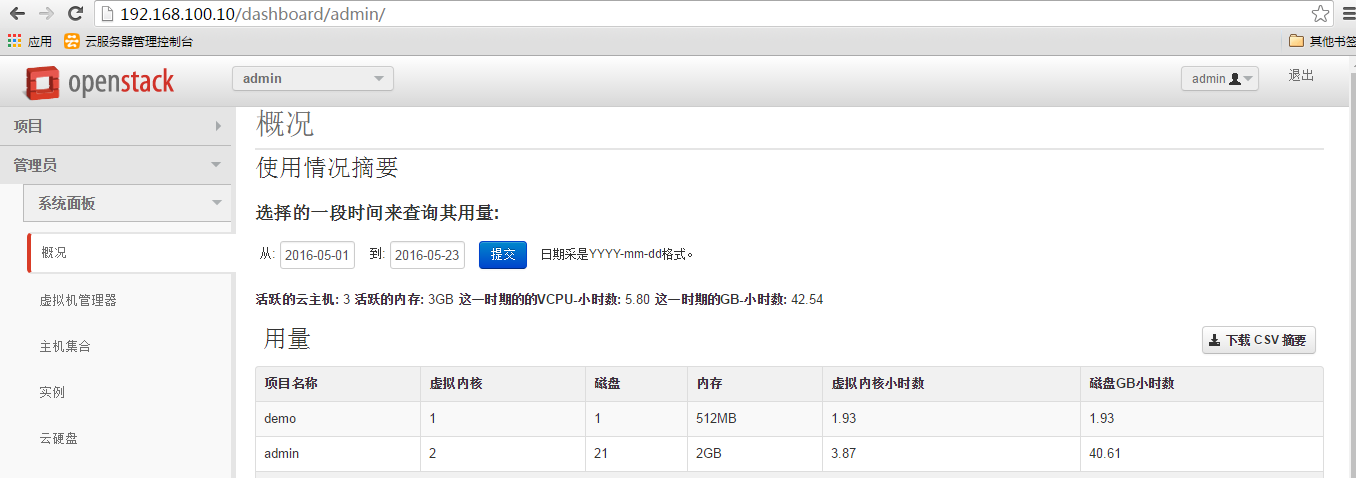 192.168.100.10/dashboard/admin/
应用 云服务器管理控制台 其他书签
openstack admin admin 退出
项目
管理员
系统面板
概况
虚拟机管理器
主机集合
实例
云硬盘
概况
使用情况摘要
选择的一段时间来查询其用量:
从: 2016-05-01 到: 2016-05-23 提交 日期采是YYYY-mm-dd格式。
活跃的云主机: 3 活跃的内存: 3GB 这一时期的的VCPU-小时数: 5.80 这一时期的GB-小时数: 42.54
用量 下载 CSV 摘要
项目名称 虚拟内核 磁盘 内存 虚拟内核小时数 磁盘GB小时数
demo 1 1 512MB 1.93 1.93
admin 2 21 2GB 3.87 40.61